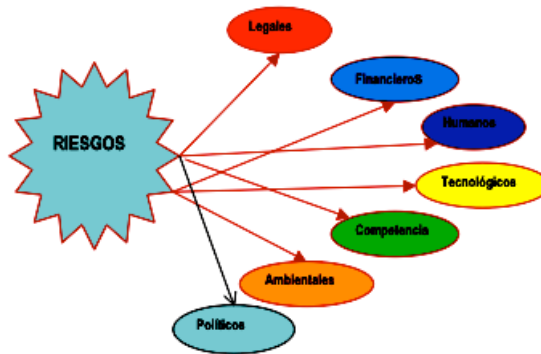 Legales
FinancieroS
RIESGOS
Humanos
Tecnológicos
Competencia
Ambientales
Políticos